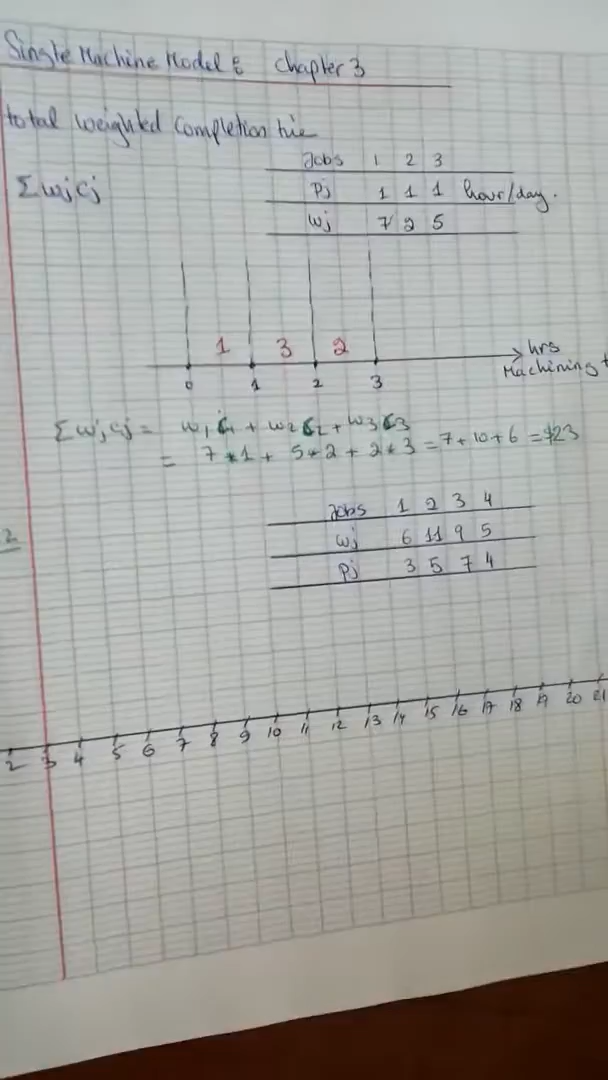 Single Machine Model: Chapter 3
total weighted completion
Jobs 1 2 3
Σwjcj
Pj 1 1 1 hour/day.
wj 7 2 5
1 3 2
hrs
0 1 2 3
Machining
Σwjcj = w1c1 + w2c2 + w3c3
= 7*1 + 5*2 + 2*3 = 7+10+6 = 23
Jobs 1 2 3 4
2
wj 6 11 9 5
Pj 3 5 7 4
2 3 4 5 6 7 8 9 10 11 12 13 14 15 16 17 18 19 20 21